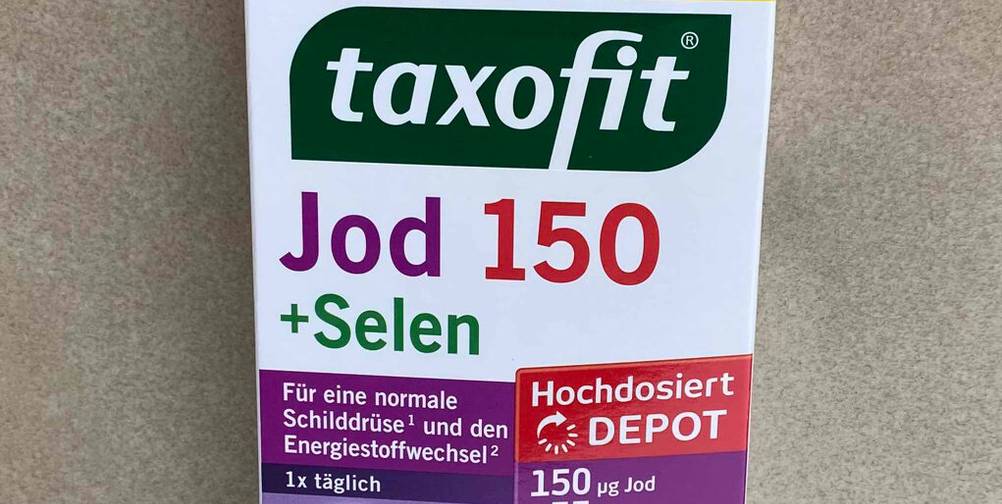 taxofit®
Jod 150
+Selen
Für eine normale
Schilddrüse¹ und den
Energiestoffwechsel²
1x täglich
Hochdosiert
DEPOT
150 µg Jod